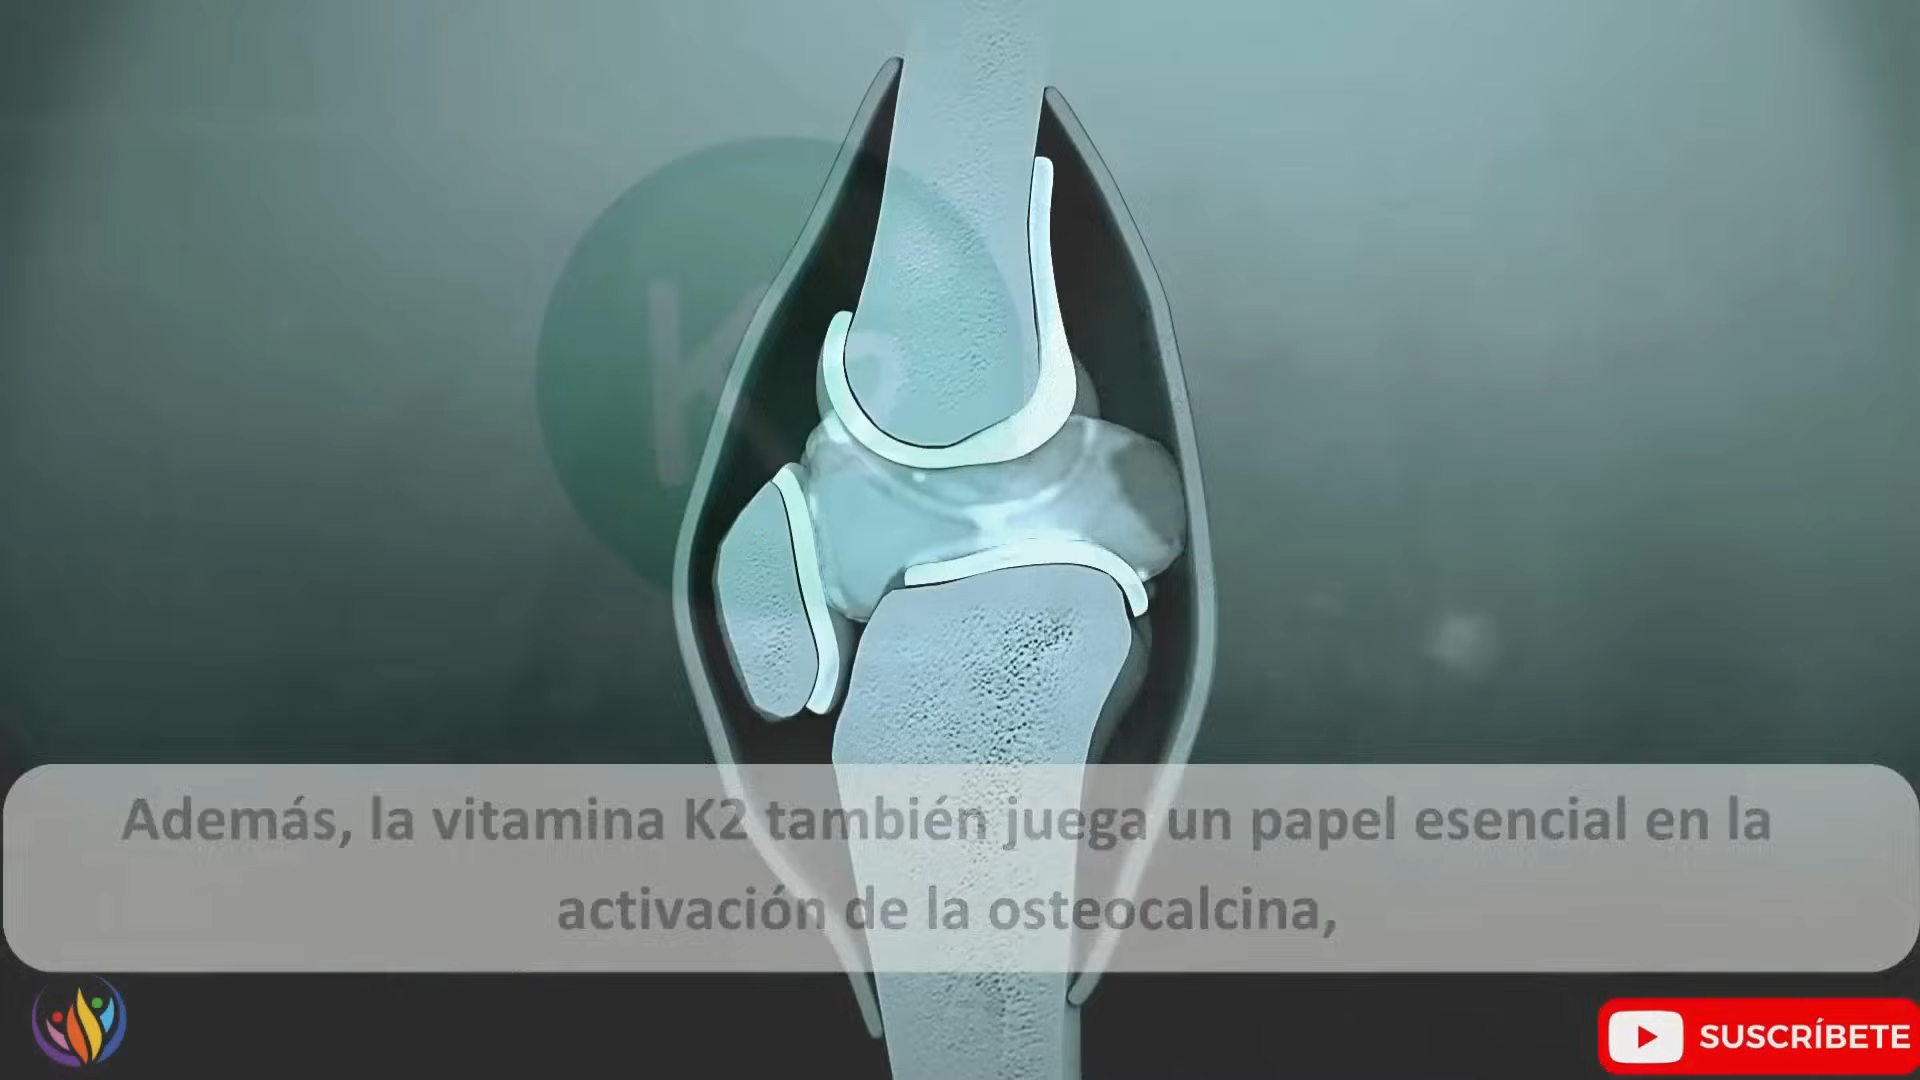 Además, la vitamina K2 también juega un papel esencial en la
activación de la osteocalcina,
SUSCRÍBETE